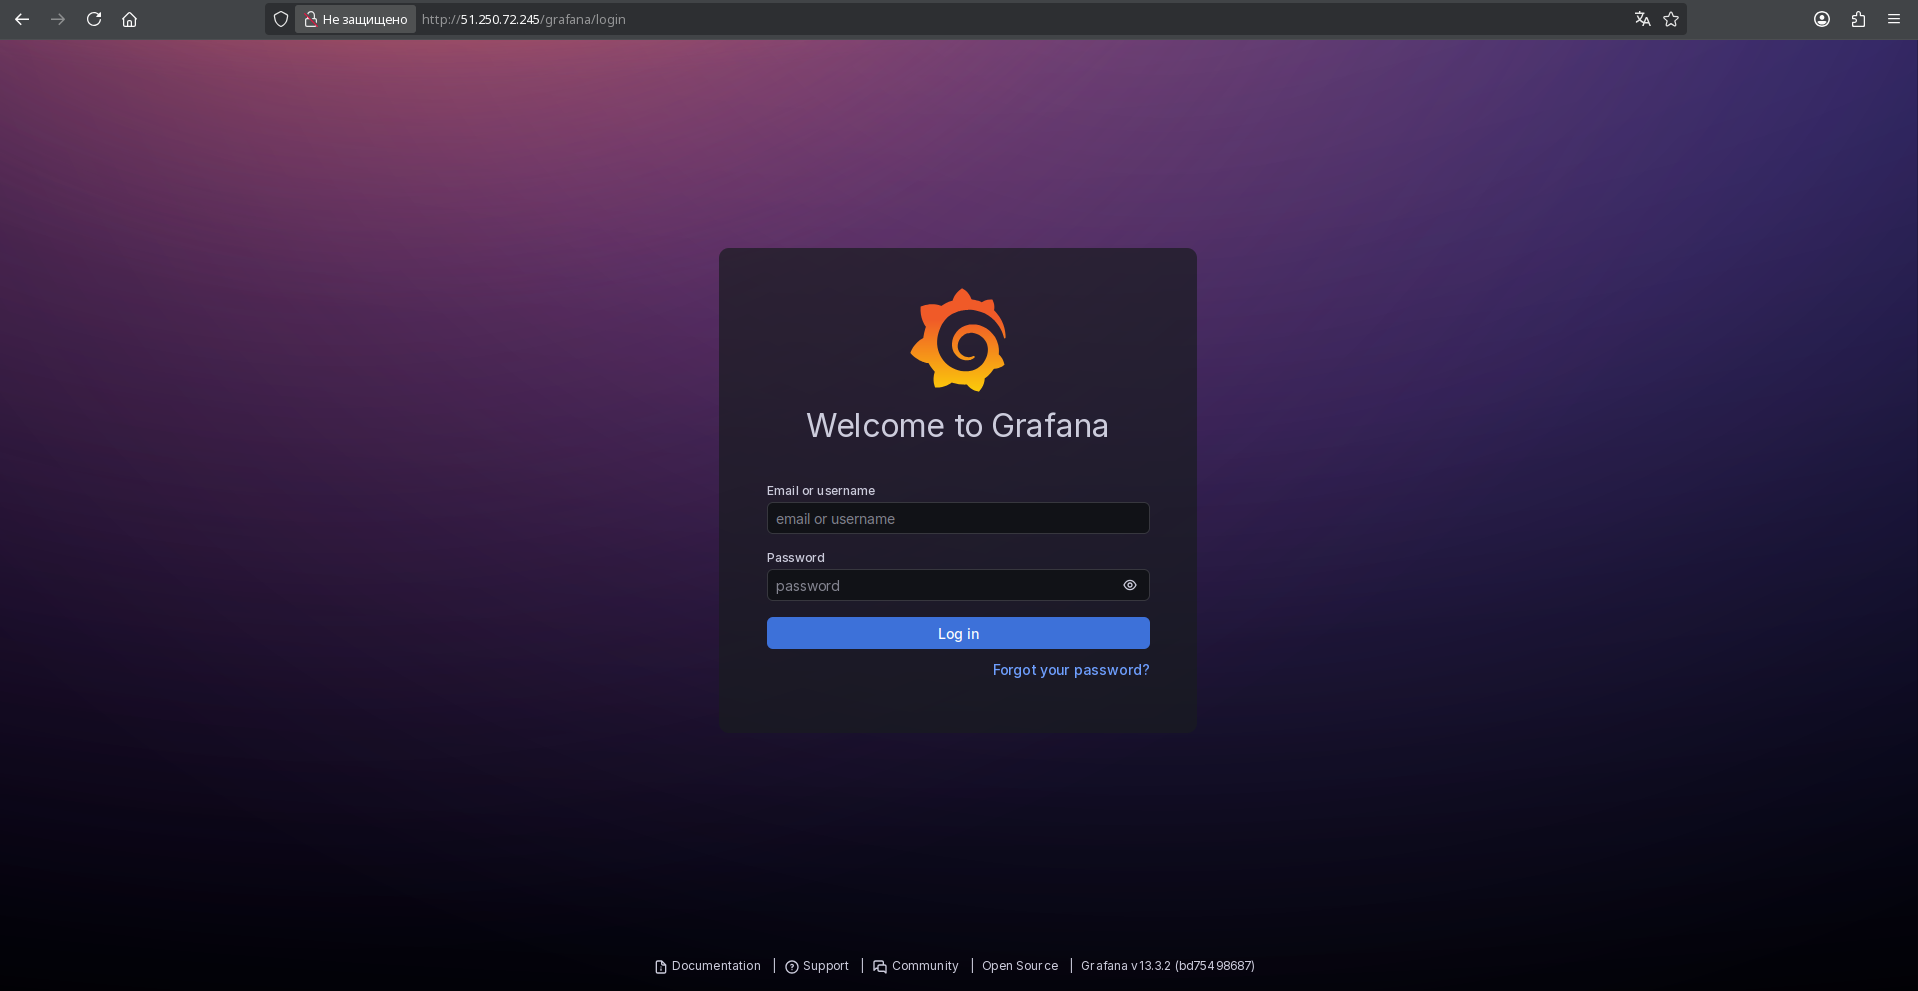 Не защищено http://51.250.72.245/grafana/login
Welcome to Grafana
Email or username
email or username
Password
password
Log in
Forgot your password?
Documentation | Support | Community | Open Source | Grafana v13.3.2 (bd75498687)